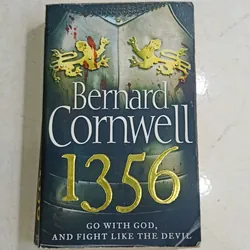 Bernard
Cornwell
1356
GO WITH GOD,
AND FIGHT LIKE THE DEVIL